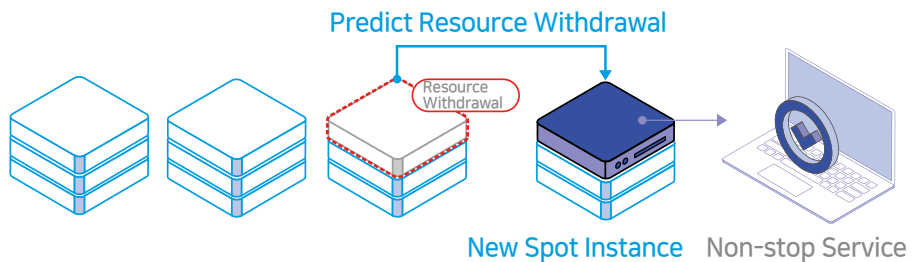 Predict Resource Withdrawal
Resource
Withdrawal
New Spot Instance
Non-stop Service